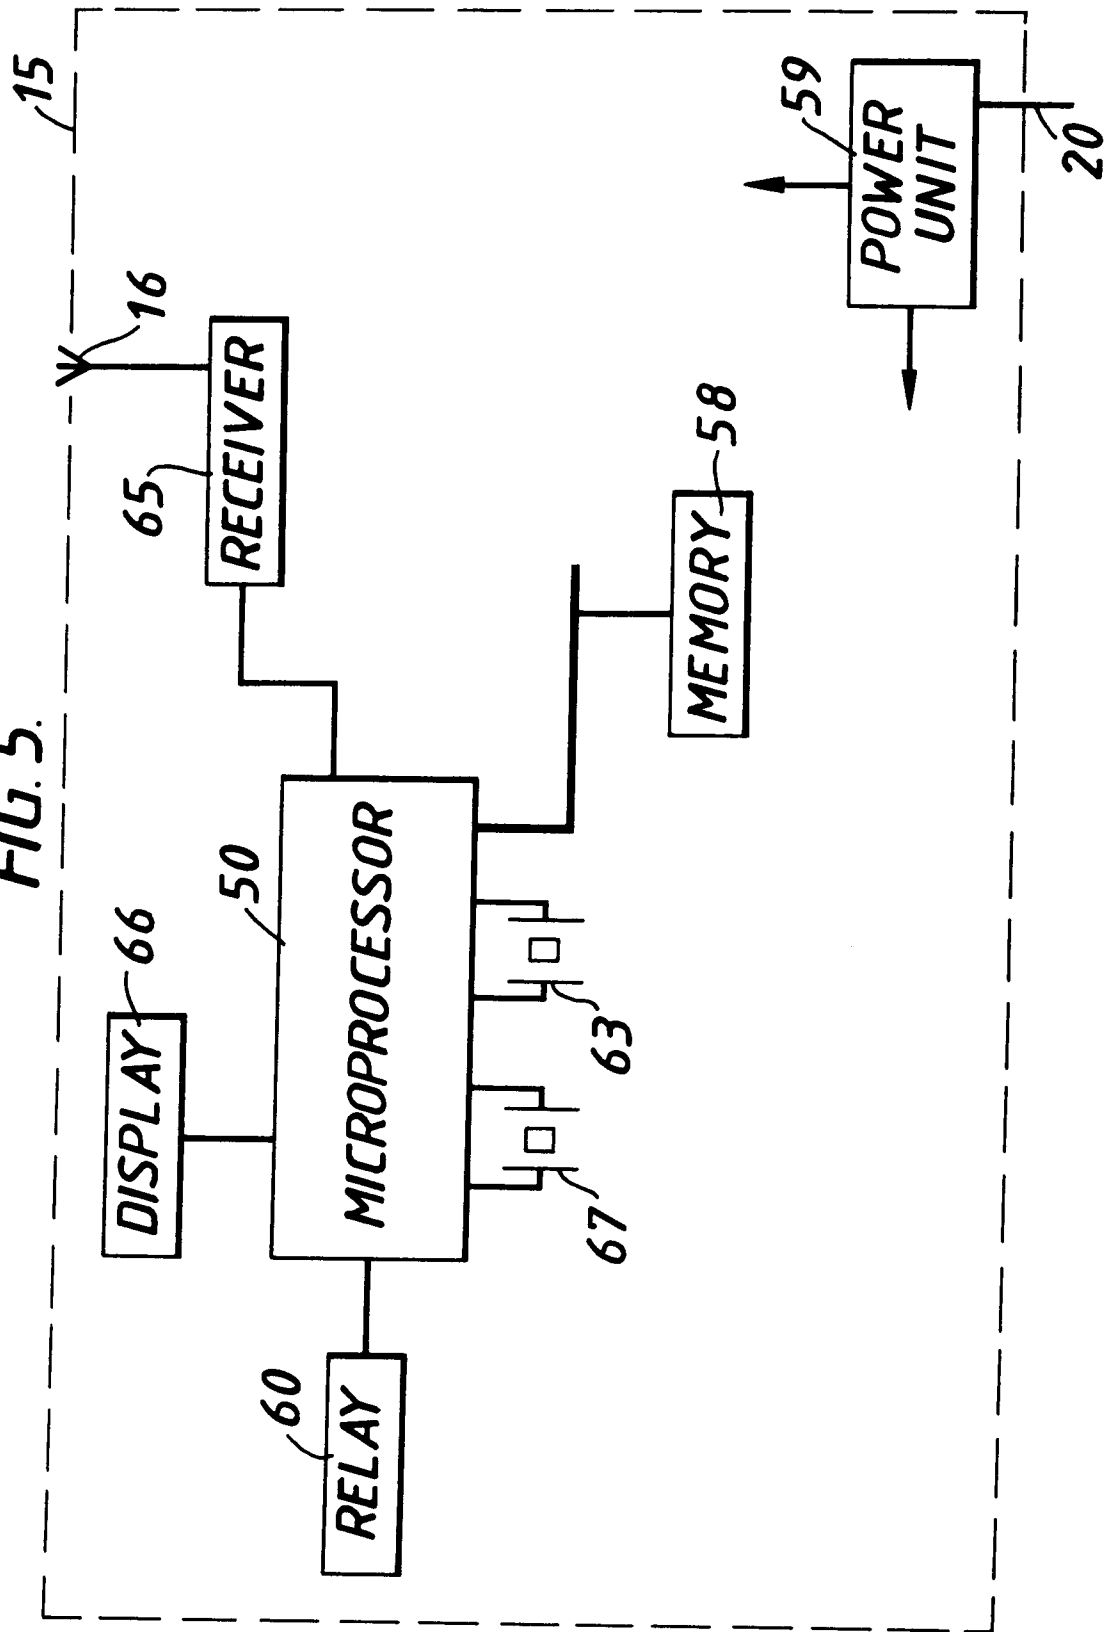 FIG. 5.
15
16
DISPLAY
66
65
RECEIVER
50
MICROPROCESSOR
60
RELAY
67
63
MEMORY
58
59
POWER
UNIT
20